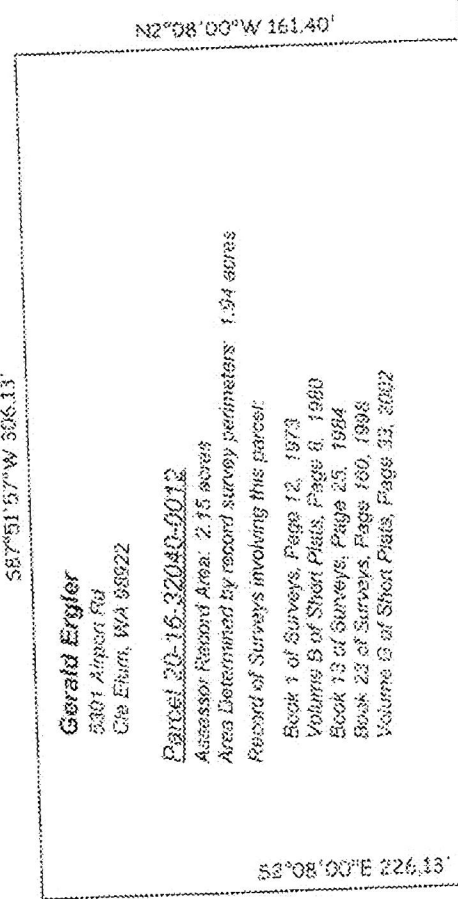 N2°08'00"W 161.40'
S87°51'57"W 306.13'
Gerald Ergler
5301 Airport Rd
Cle Elum, WA 98922
Parcel 20-16-32040-0012
Assessor Record Area: 2.15 acres
Area Determined by record survey perimeters: 1.94 acres
Record of Surveys involving this parcel:
Book 1 of Surveys, Page 12, 1973
Volume B of Short Plats, Page 6, 1980
Book 13 of Surveys, Page 25, 1984
Book 23 of Surveys, Page 160, 1998
Volume G of Short Plats, Page 33, 2002
S2°08'00"E 226.13'